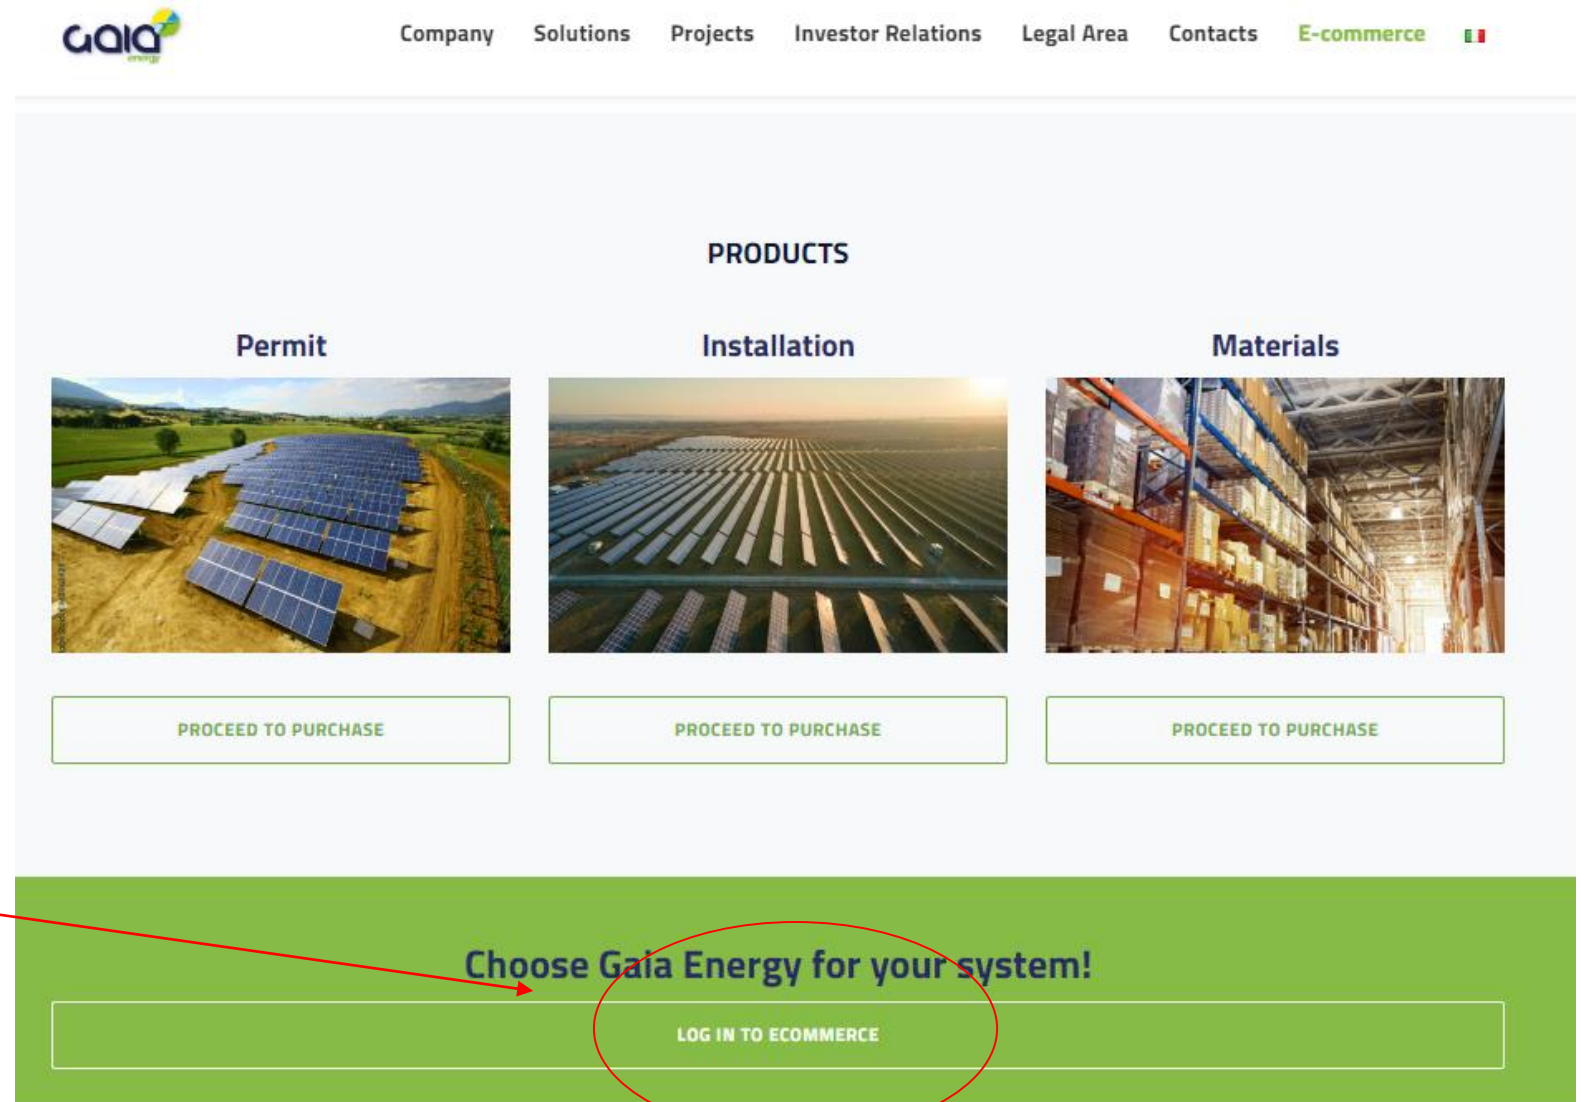 GAIA
energy
Company Solutions Projects Investor Relations Legal Area Contacts E-commerce
PRODUCTS
Permit Installation Materials
PROCEED TO PURCHASE PROCEED TO PURCHASE PROCEED TO PURCHASE
Choose Gaia Energy for your system!
LOG IN TO ECOMMERCE